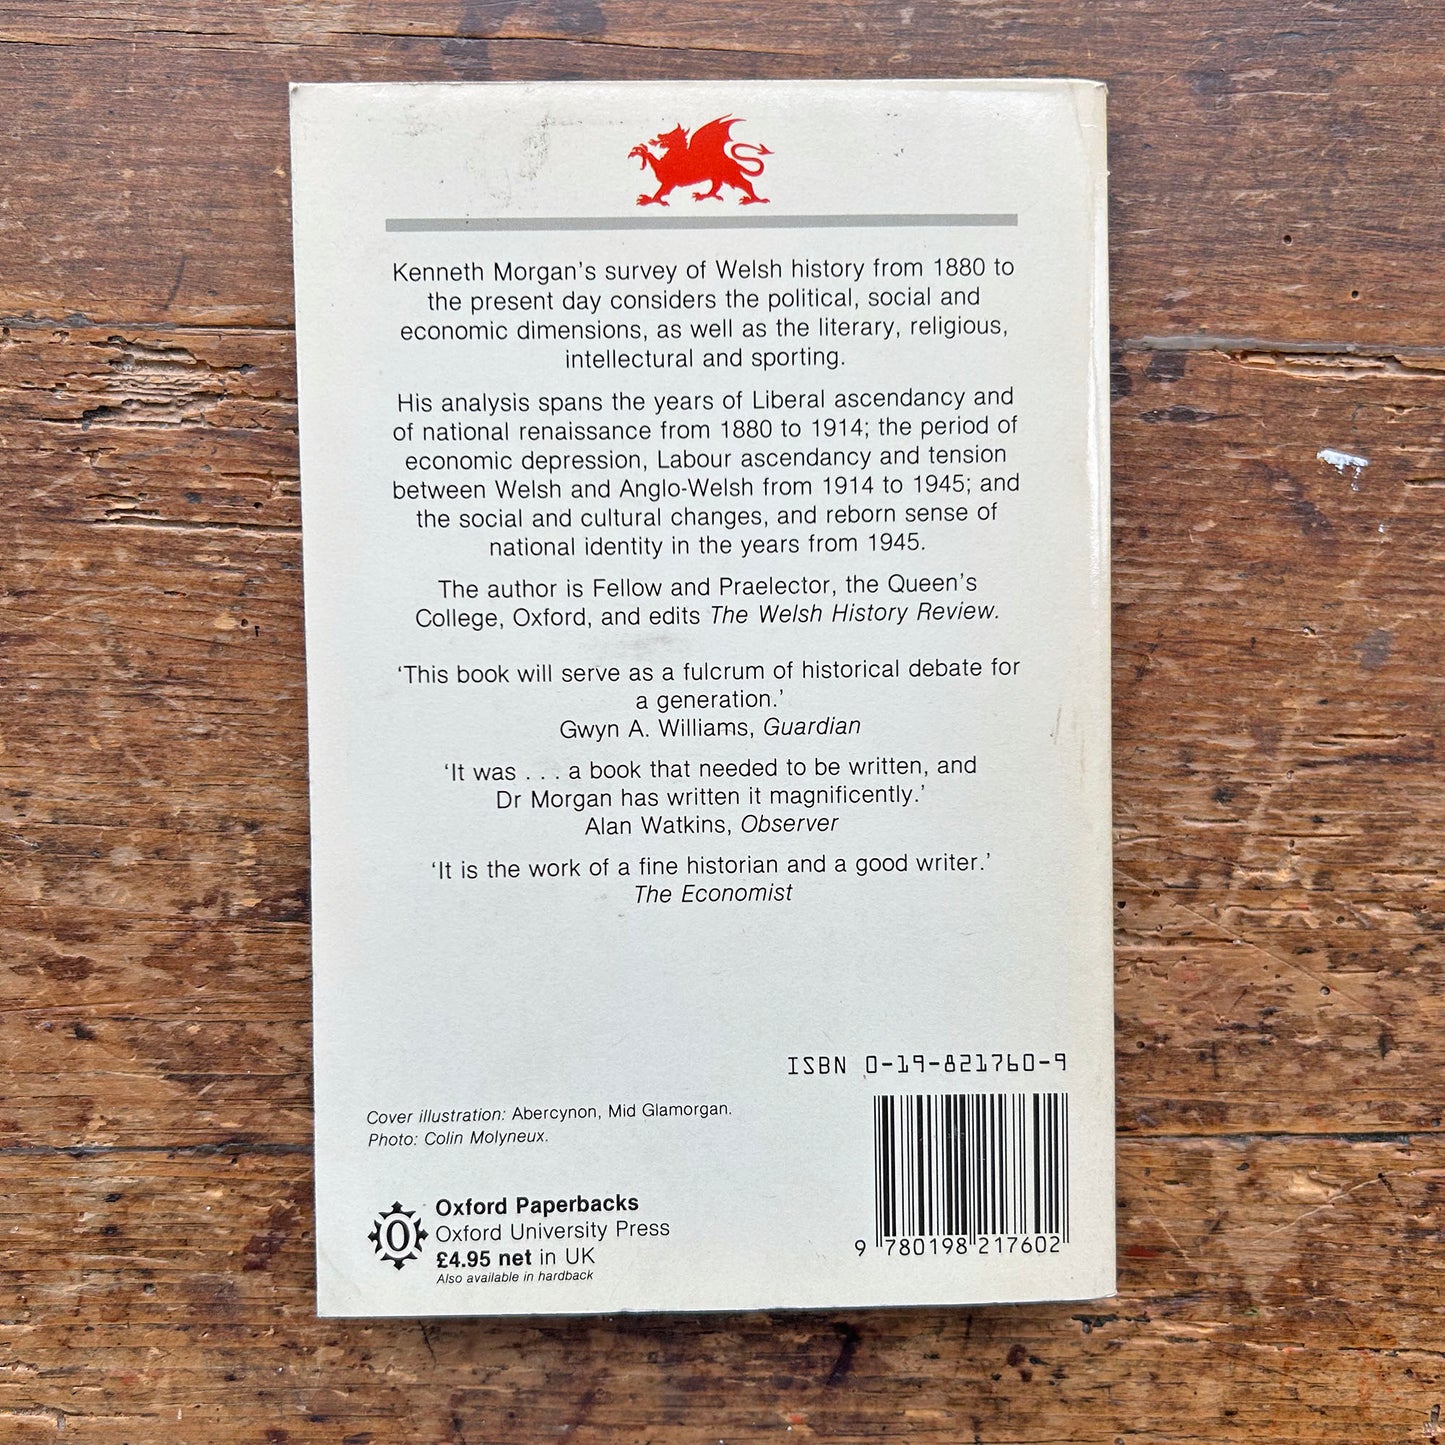 Kenneth Morgan's survey of Welsh history from 1880 to
the present day considers the political, social and
economic dimensions, as well as the literary, religious,
intellectural and sporting.
His analysis spans the years of Liberal ascendancy and
of national renaissance from 1880 to 1914; the period of
economic depression, Labour ascendancy and tension
between Welsh and Anglo-Welsh from 1914 to 1945; and
the social and cultural changes, and reborn sense of
national identity in the years from 1945.
The author is Fellow and Praelector, the Queen's
College, Oxford, and edits The Welsh History Review.
'This book will serve as a fulcrum of historical debate for
a generation.'
Gwyn A. Williams, Guardian
'It was . . . a book that needed to be written, and
Dr Morgan has written it magnificently.'
Alan Watkins, Observer
'It is the work of a fine historian and a good writer.'
The Economist
ISBN 0-19-821760-9
Cover illustration: Abercynon, Mid Glamorgan.
Photo: Colin Molyneux.
O
Oxford Paperbacks
Oxford University Press
£4.95 net in UK
Also available in hardback
9 780198 217602